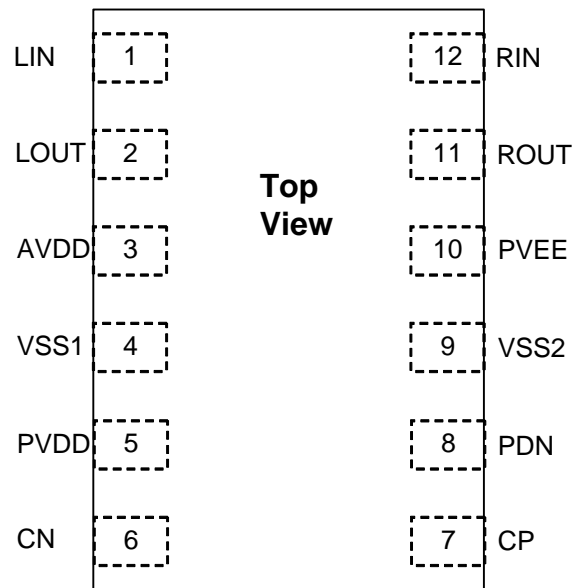 LIN 1 12 RIN
LOUT 2 11 ROUT
Top
View
AVDD 3 10 PVEE
VSS1 4 9 VSS2
PVDD 5 8 PDN
CN 6 7 CP